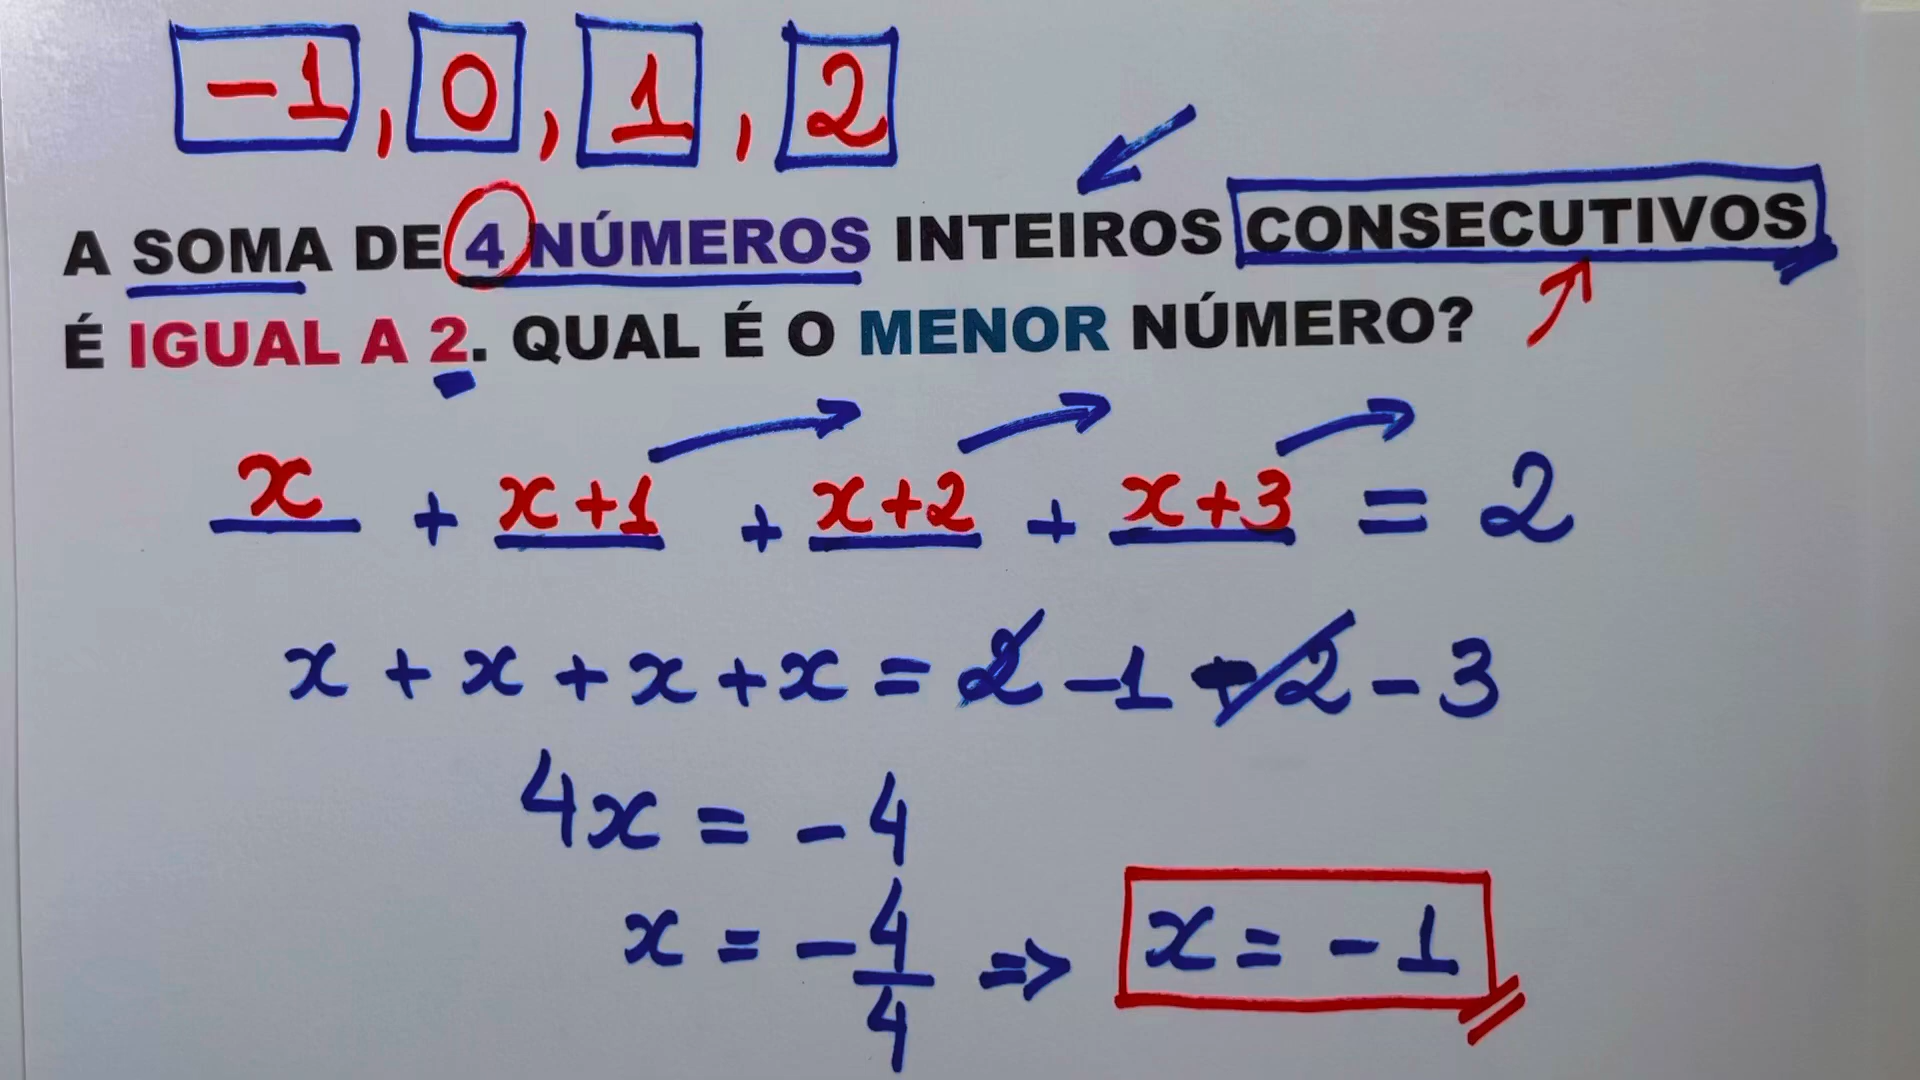 -1, 0, 1, 2
A SOMA DE 4 NÚMEROS INTEIROS CONSECUTIVOS
É IGUAL A 2. QUAL É O MENOR NÚMERO?
x + x+1 + x+2 + x+3 = 2
x + x + x + x = 2 - 1 - 2 - 3
4x = -4
x = -4/4 => x = -1